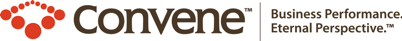 Convene™
Business Performance.
Eternal Perspective.™